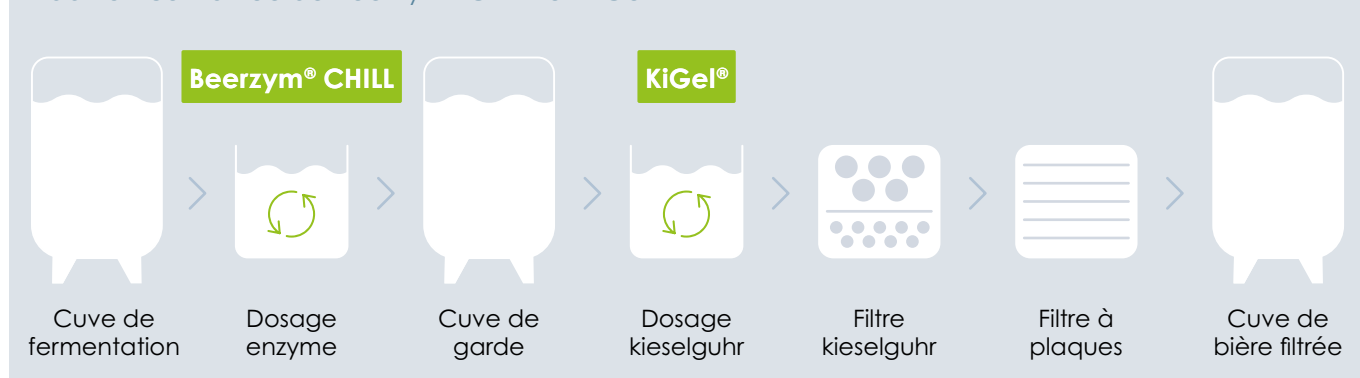 Beerzym® CHILL
KiGel®
Cuve de
fermentation
Dosage
enzyme
Cuve de
garde
Dosage
kieselguhr
Filtre
kieselguhr
Filtre à
plaques
Cuve de
bière filtrée